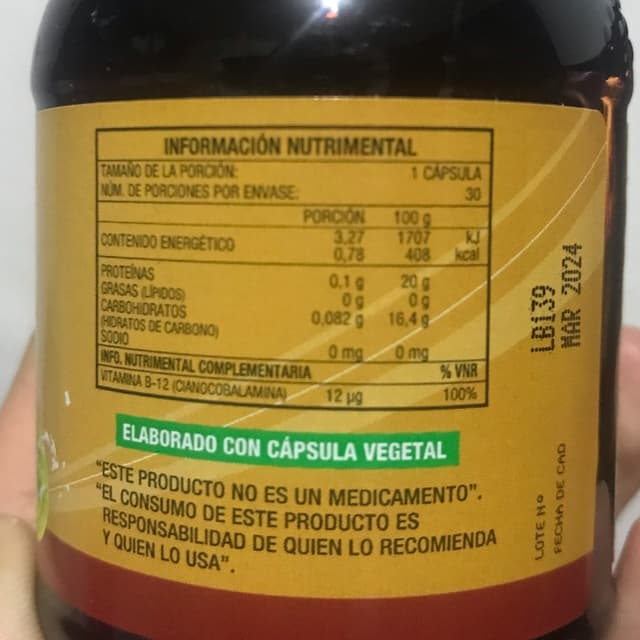 INFORMACIÓN NUTRIMENTAL
TAMAÑO DE LA PORCIÓN: 1 CÁPSULA
NÚM. DE PORCIONES POR ENVASE: 30
PORCIÓN 100 g
CONTENIDO ENERGÉTICO 3,27 1707 kJ
0,78 408 kcal
PROTEÍNAS 0,1 g 20 g
GRASAS (LÍPIDOS) 0 g 0 g
CARBOHIDRATOS 0,082 g 16,4 g
(HIDRATOS DE CARBONO)
SODIO 0 mg 0 mg
INFO. NUTRIMENTAL COMPLEMENTARIA % VNR
VITAMINA B-12 (CIANOCOBALAMINA) 12 µg 100%
ELABORADO CON CÁPSULA VEGETAL
"ESTE PRODUCTO NO ES UN MEDICAMENTO".
"EL CONSUMO DE ESTE PRODUCTO ES
RESPONSABILIDAD DE QUIEN LO RECOMIENDA
Y QUIEN LO USA".
LB139
MAR 2024
LOTE Nº
FECHA DE CAD